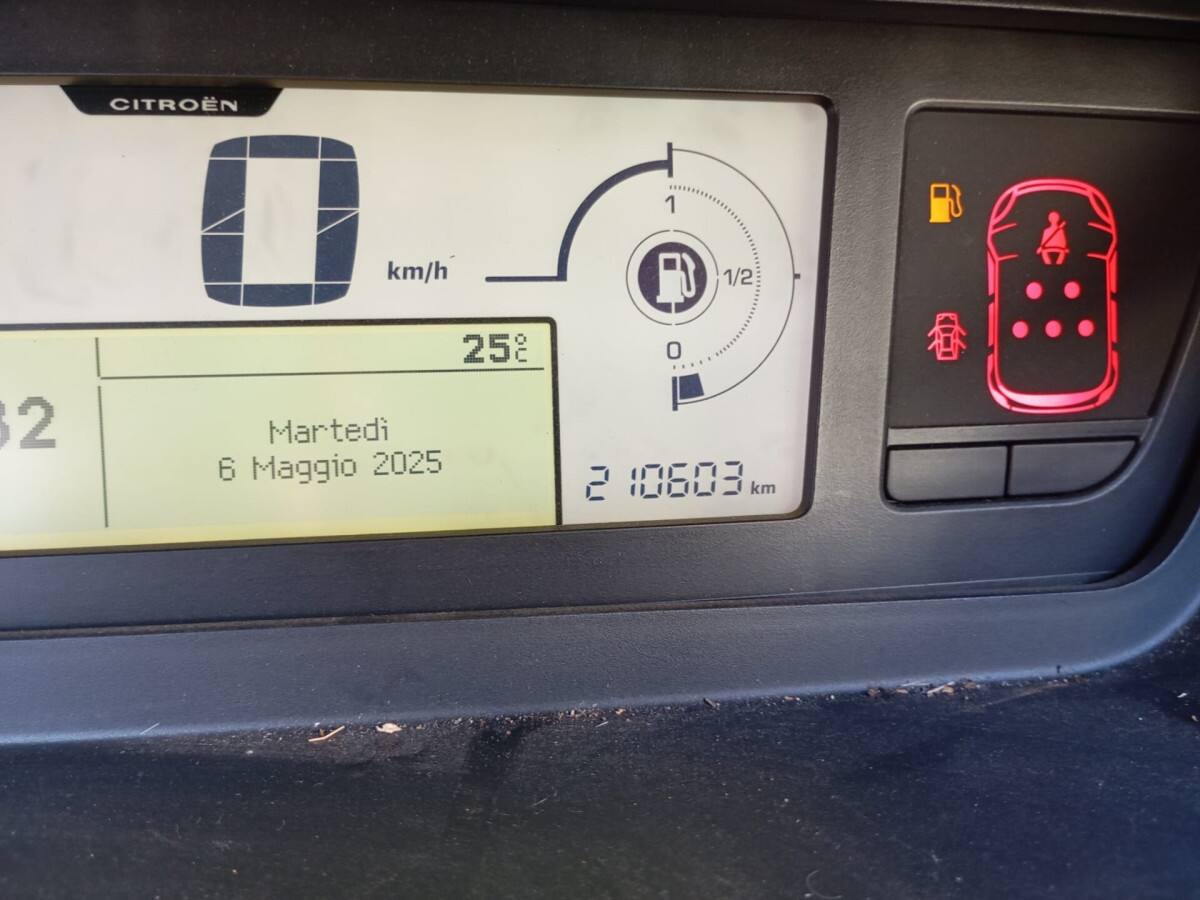 CITROËN
0
km/h
1
1/2
0
25°C
32
Martedì
6 Maggio 2025
210603 km